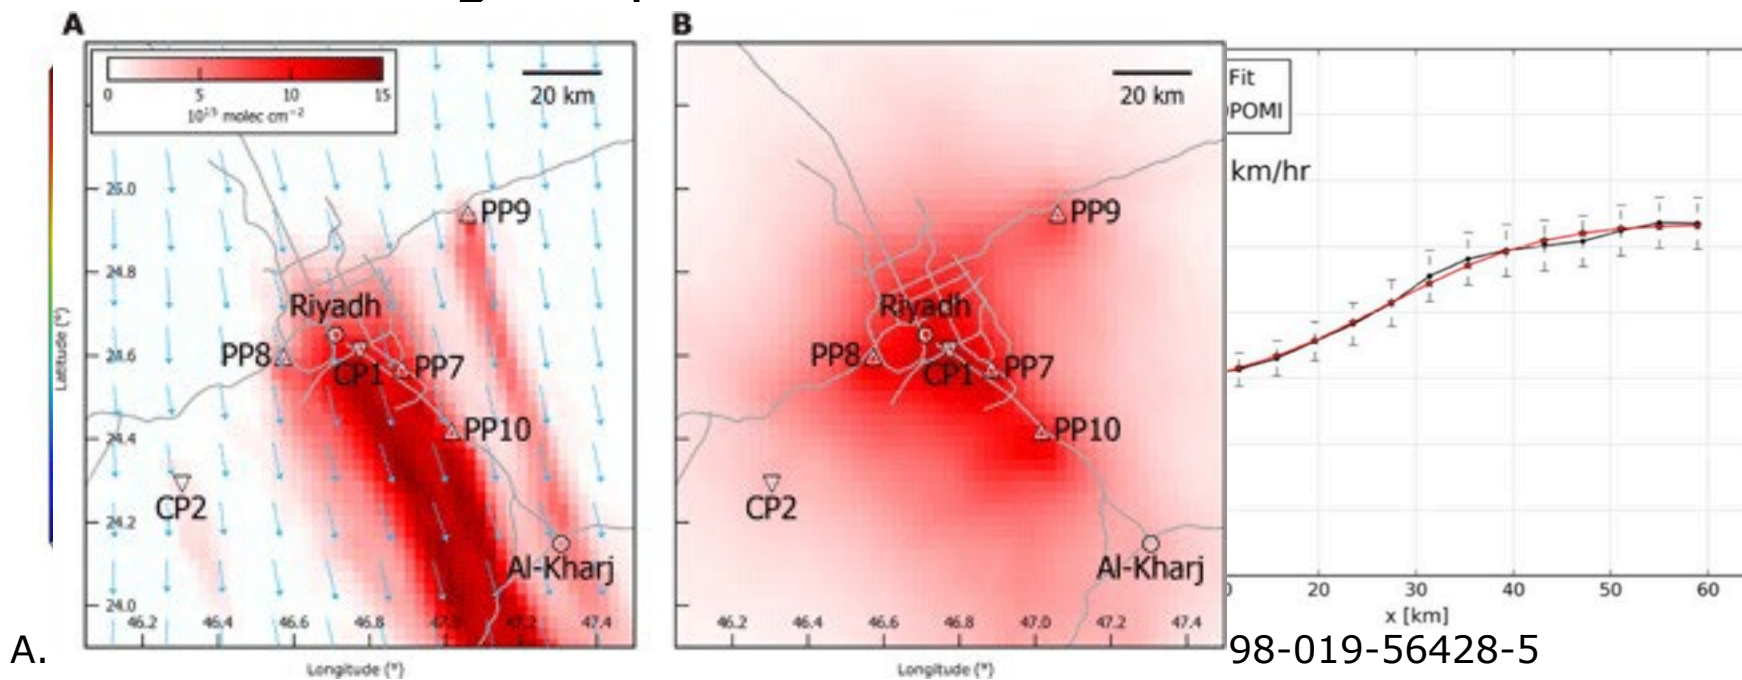 A
B
0 5 10 15
10¹⁵ molec cm⁻²
20 km
20 km
Fit
POMI
km/hr
25.0
24.8
24.6
24.4
24.2
24.0
Latitude (°)
PP9
Riyadh
PP8
CP1
PP7
PP10
CP2
Al-Kharj
46.2 46.4 46.6 46.8 47.0 47.2 47.4
Longitude (°)
PP9
Riyadh
PP8
CP1
PP7
PP10
CP2
Al-Kharj
46.2 46.4 46.6 46.8 47.0 47.2 47.4
Longitude (°)
20 30 40 50 60
x [km]
A.
98-019-56428-5